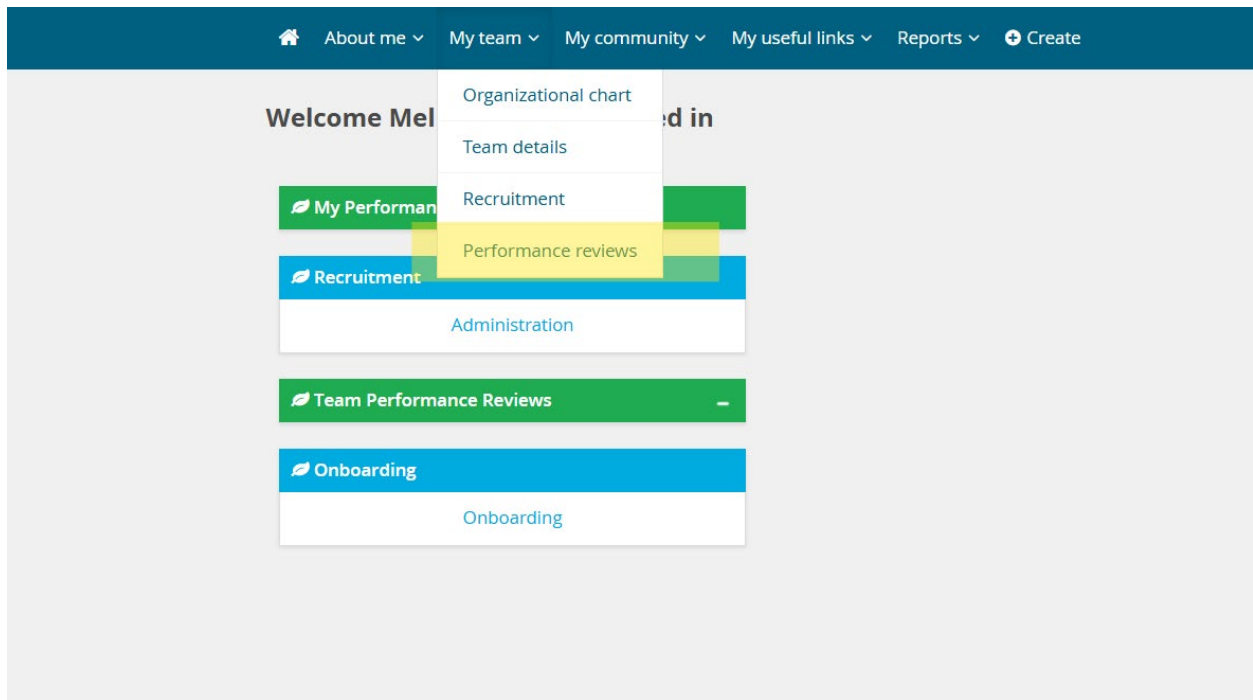 About me My team My community My useful links Reports Create
Organizational chart
Welcome Mel ed in
Team details
Recruitment
My Performan
Performance reviews
Recruitment
Administration
Team Performance Reviews
Onboarding
Onboarding